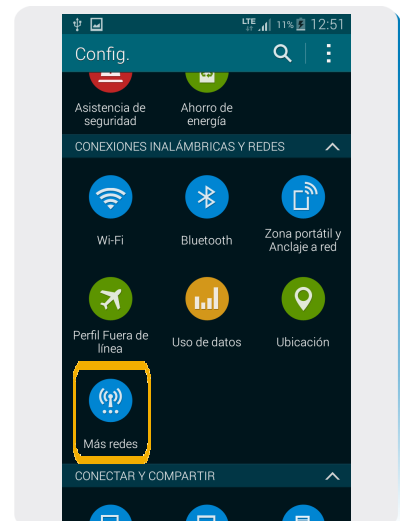 LTE 11% 12:51
Config.
Asistencia de
seguridad
Ahorro de
energía
CONEXIONES INALÁMBRICAS Y REDES
Wi-Fi
Bluetooth
Zona portátil y
Anclaje a red
Perfil Fuera de
línea
Uso de datos
Ubicación
Más redes
CONECTAR Y COMPARTIR